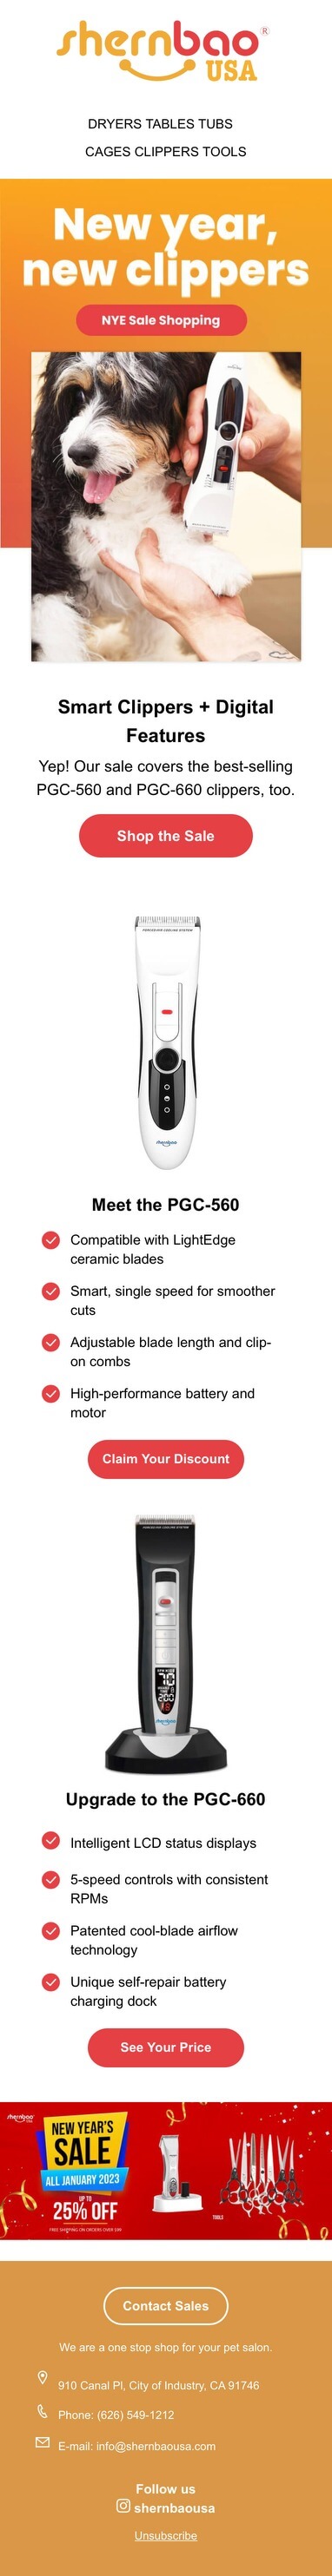 shernbao®
USA
DRYERS TABLES TUBS
CAGES CLIPPERS TOOLS
New year,
new clippers
NYE Sale Shopping
Smart Clippers + Digital
Features
Yep! Our sale covers the best-selling
PGC-560 and PGC-660 clippers, too.
Shop the Sale
shernbao
Meet the PGC-560
Compatible with LightEdge
ceramic blades
Smart, single speed for smoother
cuts
Adjustable blade length and clip-
on combs
High-performance battery and
motor
Claim Your Discount
70
200
Upgrade to the PGC-660
Intelligent LCD status displays
5-speed controls with consistent
RPMs
Patented cool-blade airflow
technology
Unique self-repair battery
charging dock
See Your Price
shernbao
NEW YEAR'S
SALE
ALL JANUARY 2023
UP TO
25% OFF
FREE SHIPPING ON ORDERS OVER $99
TOOLS
Contact Sales
We are a one stop shop for your pet salon.
910 Canal Pl, City of Industry, CA 91746
Phone: (626) 549-1212
E-mail: info@shernbaousa.com
Follow us
shernbaousa
Unsubscribe